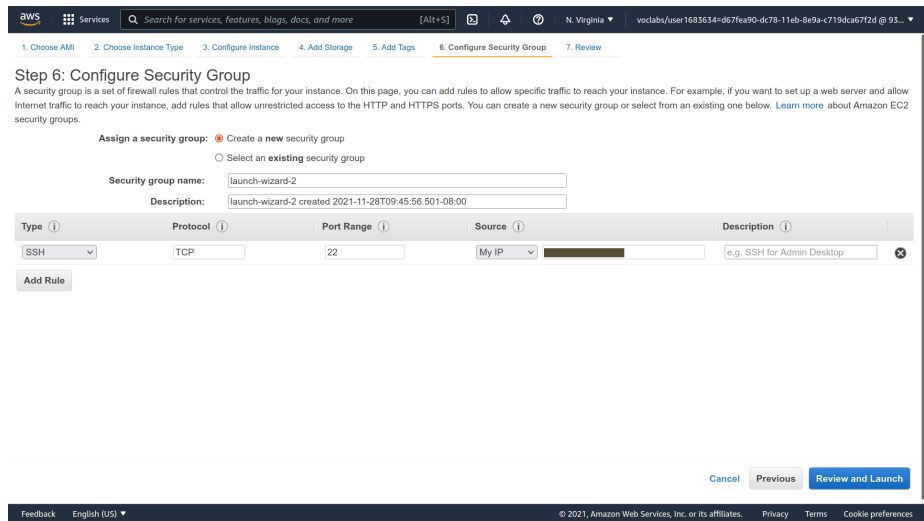 aws Services Search for services, features, blogs, docs, and more [Alt+S] N. Virginia ▼ voclabs/user1683634=d67fea90-dc78-11eb-8e9a-c719dca67f2d @ 93... ▼
1. Choose AMI 2. Choose Instance Type 3. Configure Instance 4. Add Storage 5. Add Tags 6. Configure Security Group 7. Review
Step 6: Configure Security Group
A security group is a set of firewall rules that control the traffic for your instance. On this page, you can add rules to allow specific traffic to reach your instance. For example, if you want to set up a web server and allow
Internet traffic to reach your instance, add rules that allow unrestricted access to the HTTP and HTTPS ports. You can create a new security group or select from an existing one below. Learn more about Amazon EC2
security groups.
Assign a security group: Create a new security group
Select an existing security group
Security group name: launch-wizard-2
Description: launch-wizard-2 created 2021-11-28T09:45:56.501-08:00
Type i Protocol i Port Range i Source i Description i
SSH TCP 22 My IP e.g. SSH for Admin Desktop
Add Rule
Cancel Previous Review and Launch
Feedback English (US) ▼ © 2021, Amazon Web Services, Inc. or its affiliates. Privacy Terms Cookie preferences